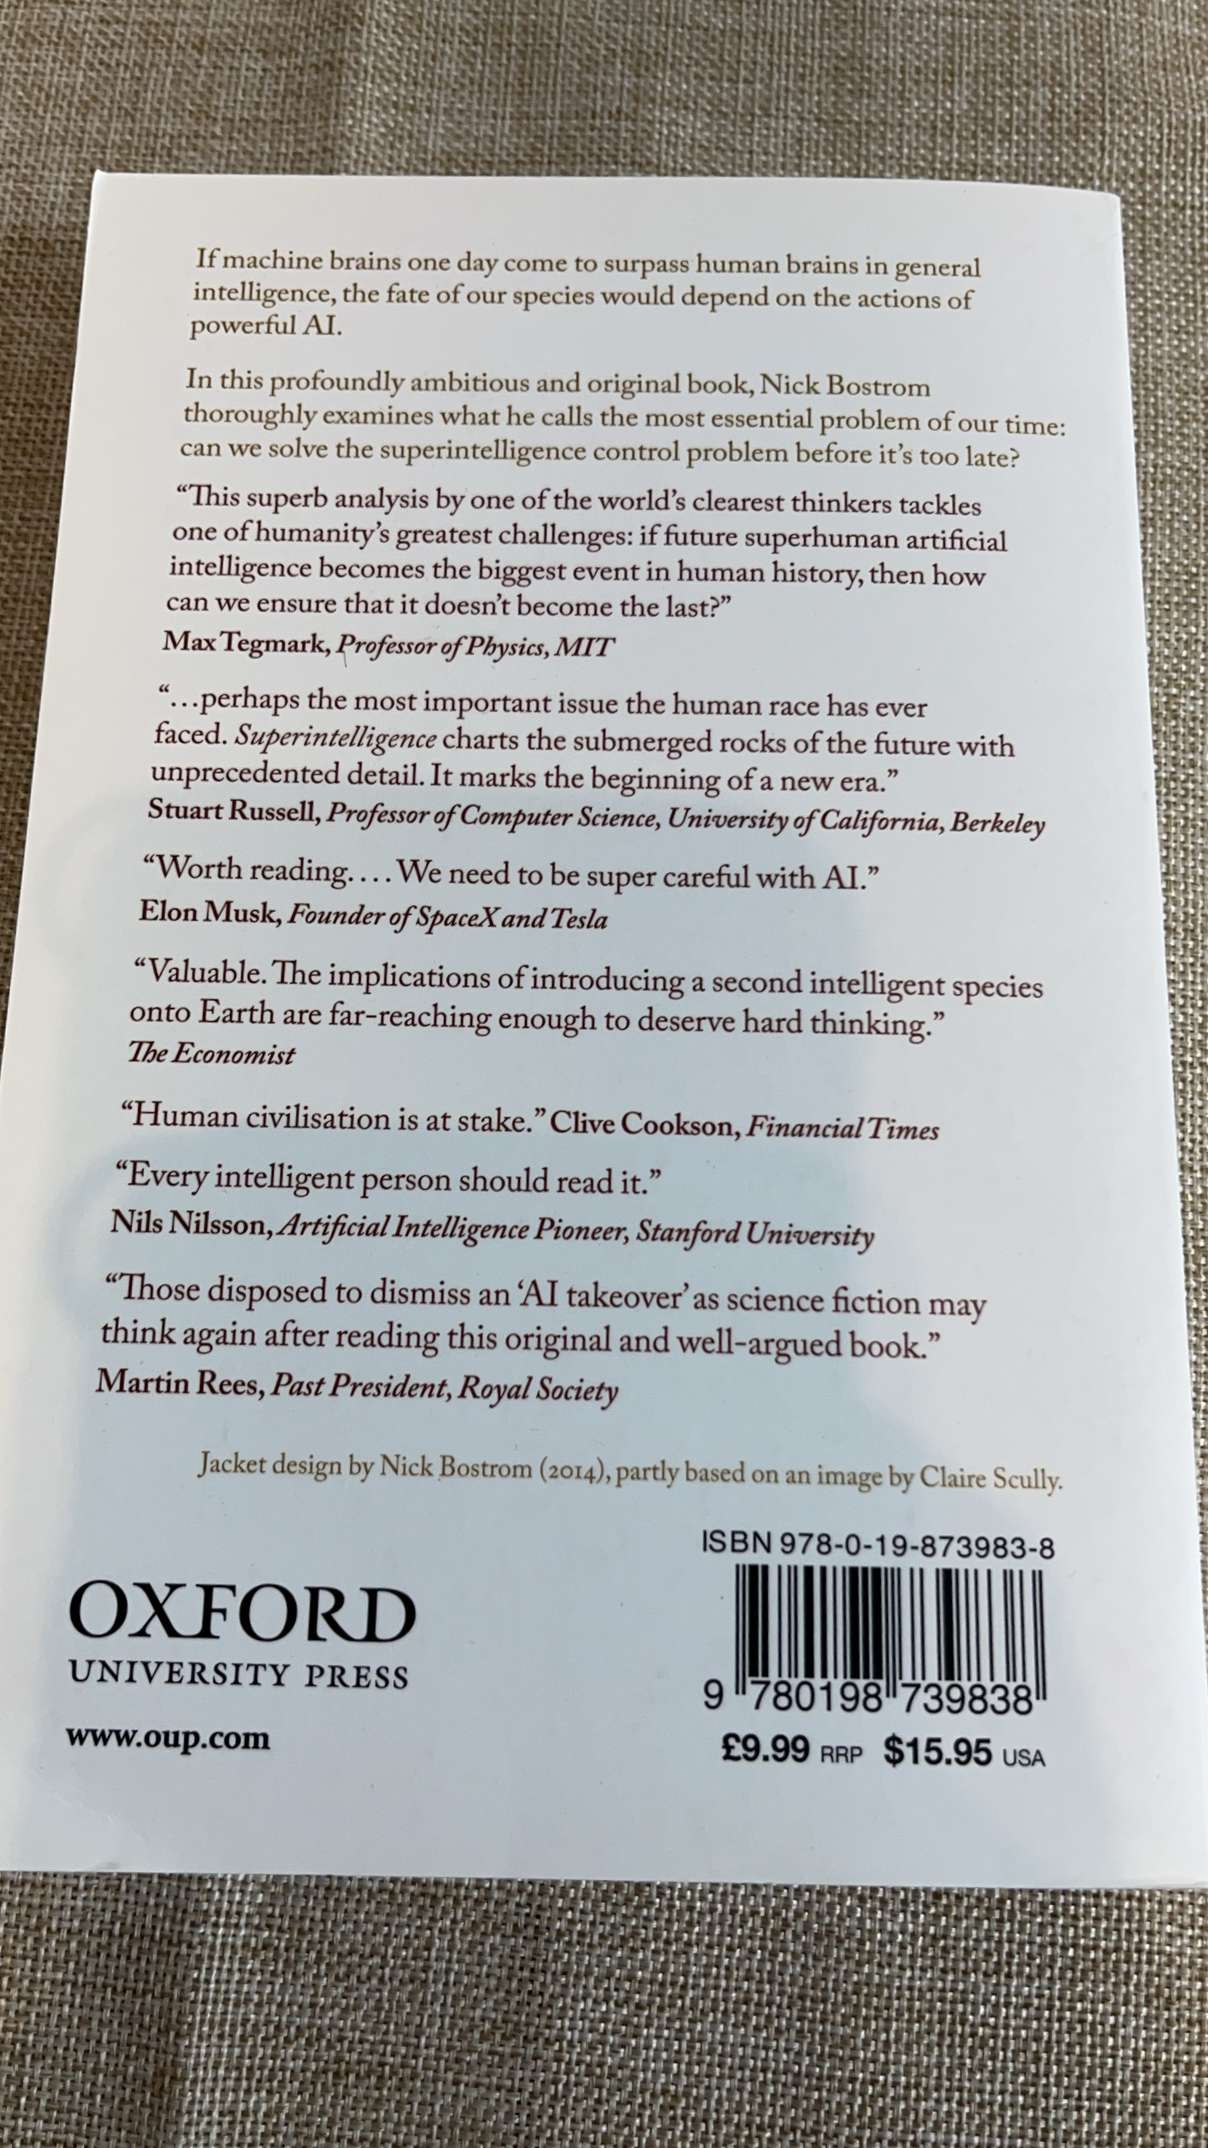 If machine brains one day come to surpass human brains in general
intelligence, the fate of our species would depend on the actions of
powerful AI.
In this profoundly ambitious and original book, Nick Bostrom
thoroughly examines what he calls the most essential problem of our time:
can we solve the superintelligence control problem before it’s too late?
“This superb analysis by one of the world’s clearest thinkers tackles
one of humanity’s greatest challenges: if future superhuman artificial
intelligence becomes the biggest event in human history, then how
can we ensure that it doesn’t become the last?”
Max Tegmark, Professor of Physics, MIT
“…perhaps the most important issue the human race has ever
faced. Superintelligence charts the submerged rocks of the future with
unprecedented detail. It marks the beginning of a new era.”
Stuart Russell, Professor of Computer Science, University of California, Berkeley
“Worth reading. . . . We need to be super careful with AI.”
Elon Musk, Founder of SpaceX and Tesla
“Valuable. The implications of introducing a second intelligent species
onto Earth are far-reaching enough to deserve hard thinking.”
The Economist
“Human civilisation is at stake.” Clive Cookson, Financial Times
“Every intelligent person should read it.”
Nils Nilsson, Artificial Intelligence Pioneer, Stanford University
“Those disposed to dismiss an ‘AI takeover’ as science fiction may
think again after reading this original and well-argued book.”
Martin Rees, Past President, Royal Society
Jacket design by Nick Bostrom (2014), partly based on an image by Claire Scully.
ISBN 978-0-19-873983-8
OXFORD
UNIVERSITY PRESS
www.oup.com
9 780198 739838
£9.99 RRP $15.95 USA